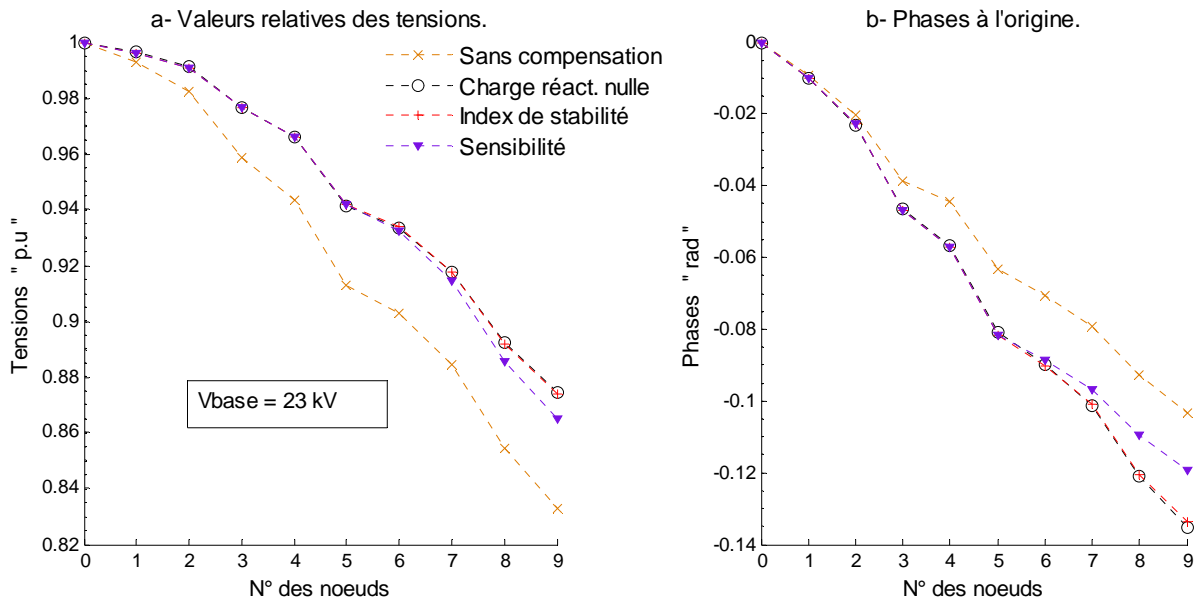 a- Valeurs relatives des tensions.
1
0.98
0.96
0.94
0.92
0.9
0.88
0.86
0.84
0.82
Tensions " p.u "
Sans compensation
Charge réact. nulle
Index de stabilité
Sensibilité
Vbase = 23 kV
0 1 2 3 4 5 6 7 8 9
N° des noeuds
b- Phases à l'origine.
0
-0.02
-0.04
-0.06
-0.08
-0.1
-0.12
-0.14
Phases " rad "
0 1 2 3 4 5 6 7 8 9
N° des noeuds